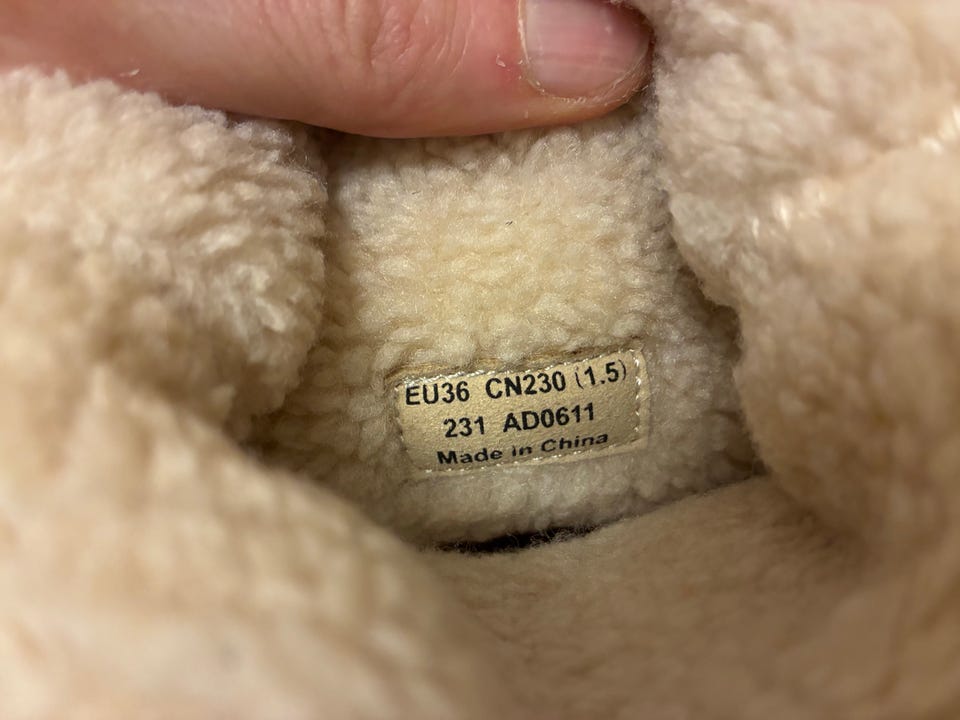 EU36 CN230 (1.5)
231 AD0611
Made in China